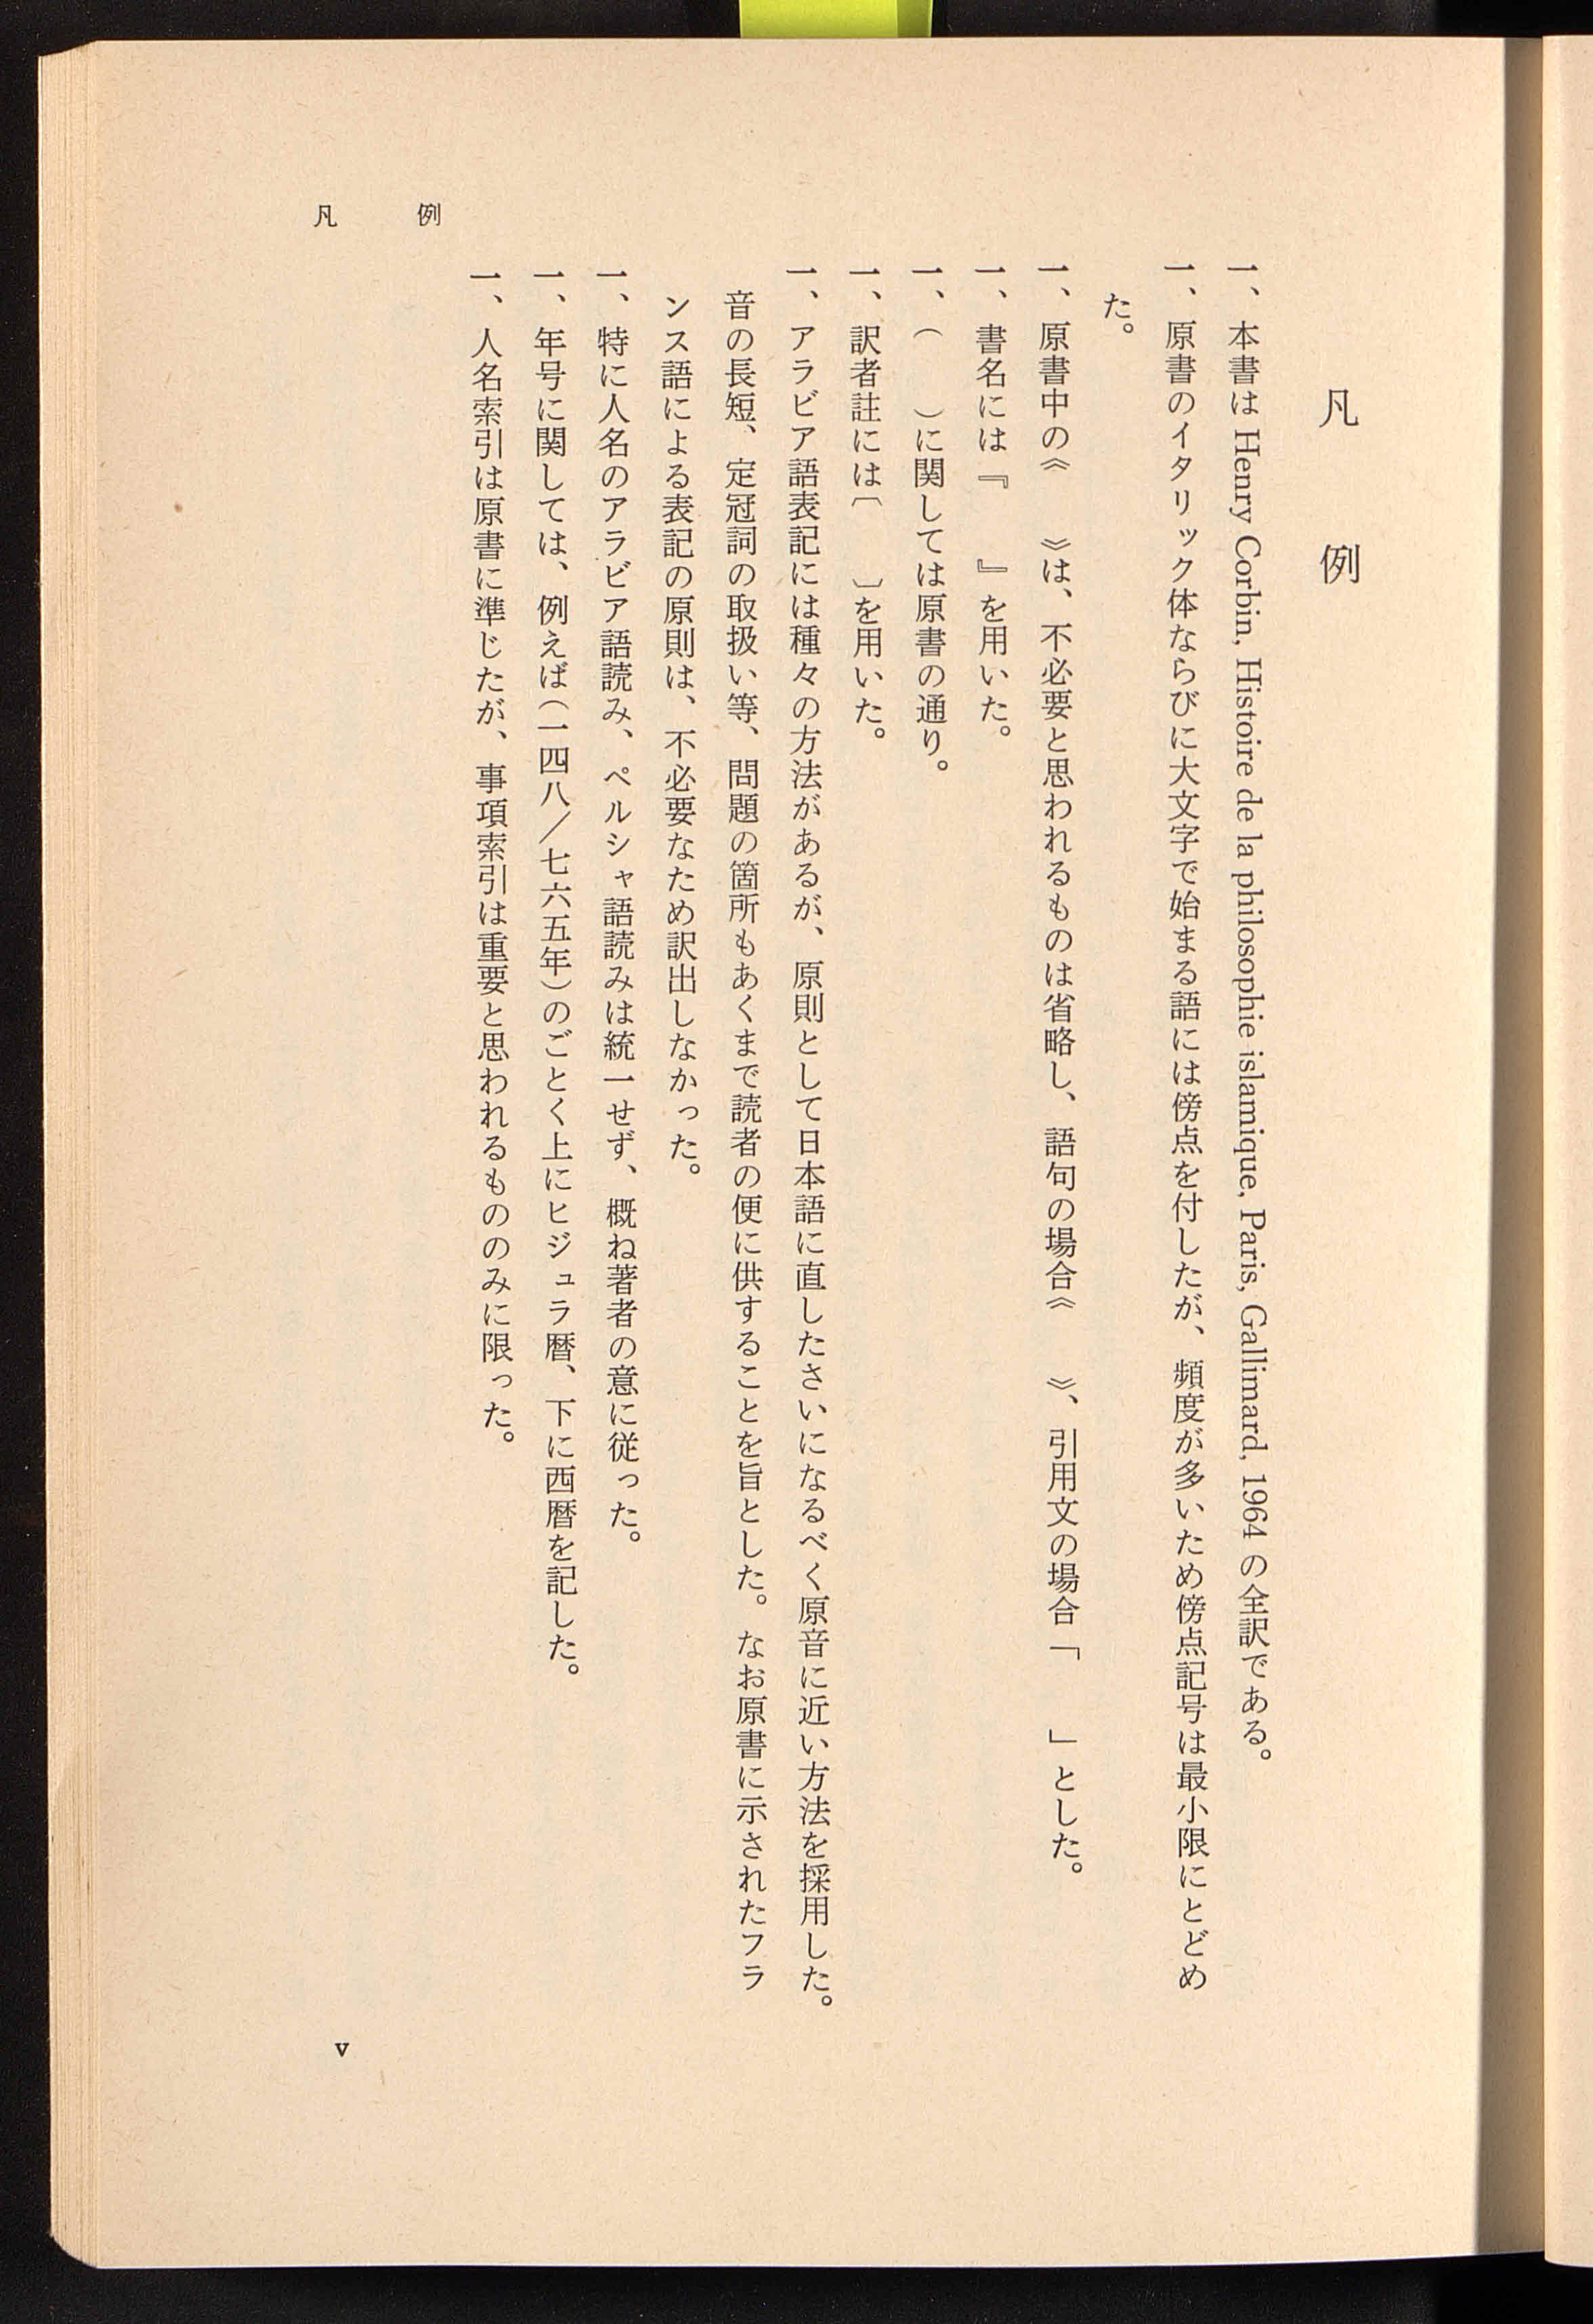 凡例
一、本書は Henry Corbin, Histoire de la philosophie islamique, Paris, Gallimard, 1964 の全訳である。
一、原書のイタリック体ならびに大文字で始まる語には傍点を付したが、頻度が多いため傍点記号は最小限にとどめ
た。
一、原書中の《　　》は、不必要と思われるものは省略し、語句の場合《　　》、引用文の場合「　　」とした。
一、書名には『　　』を用いた。
一、（　　）に関しては原書の通り。
一、訳者註には〔　　〕を用いた。
一、アラビア語表記には種々の方法があるが、原則として日本語に直したさいになるべく原音に近い方法を採用した。
音の長短、定冠詞の取扱い等、問題の箇所もあくまで読者の便に供することを旨とした。なお原書に示されたフラ
ンス語による表記の原則は、不必要なため訳出しなかった。
一、特に人名のアラビア語読み、ペルシャ語読みは統一せず、概ね著者の意に従った。
一、年号に関しては、例えば（一四八／七六五年）のごとく上にヒジュラ暦、下に西暦を記した。
一、人名索引は原書に準じたが、事項索引は重要と思われるもののみに限った。
凡例
v